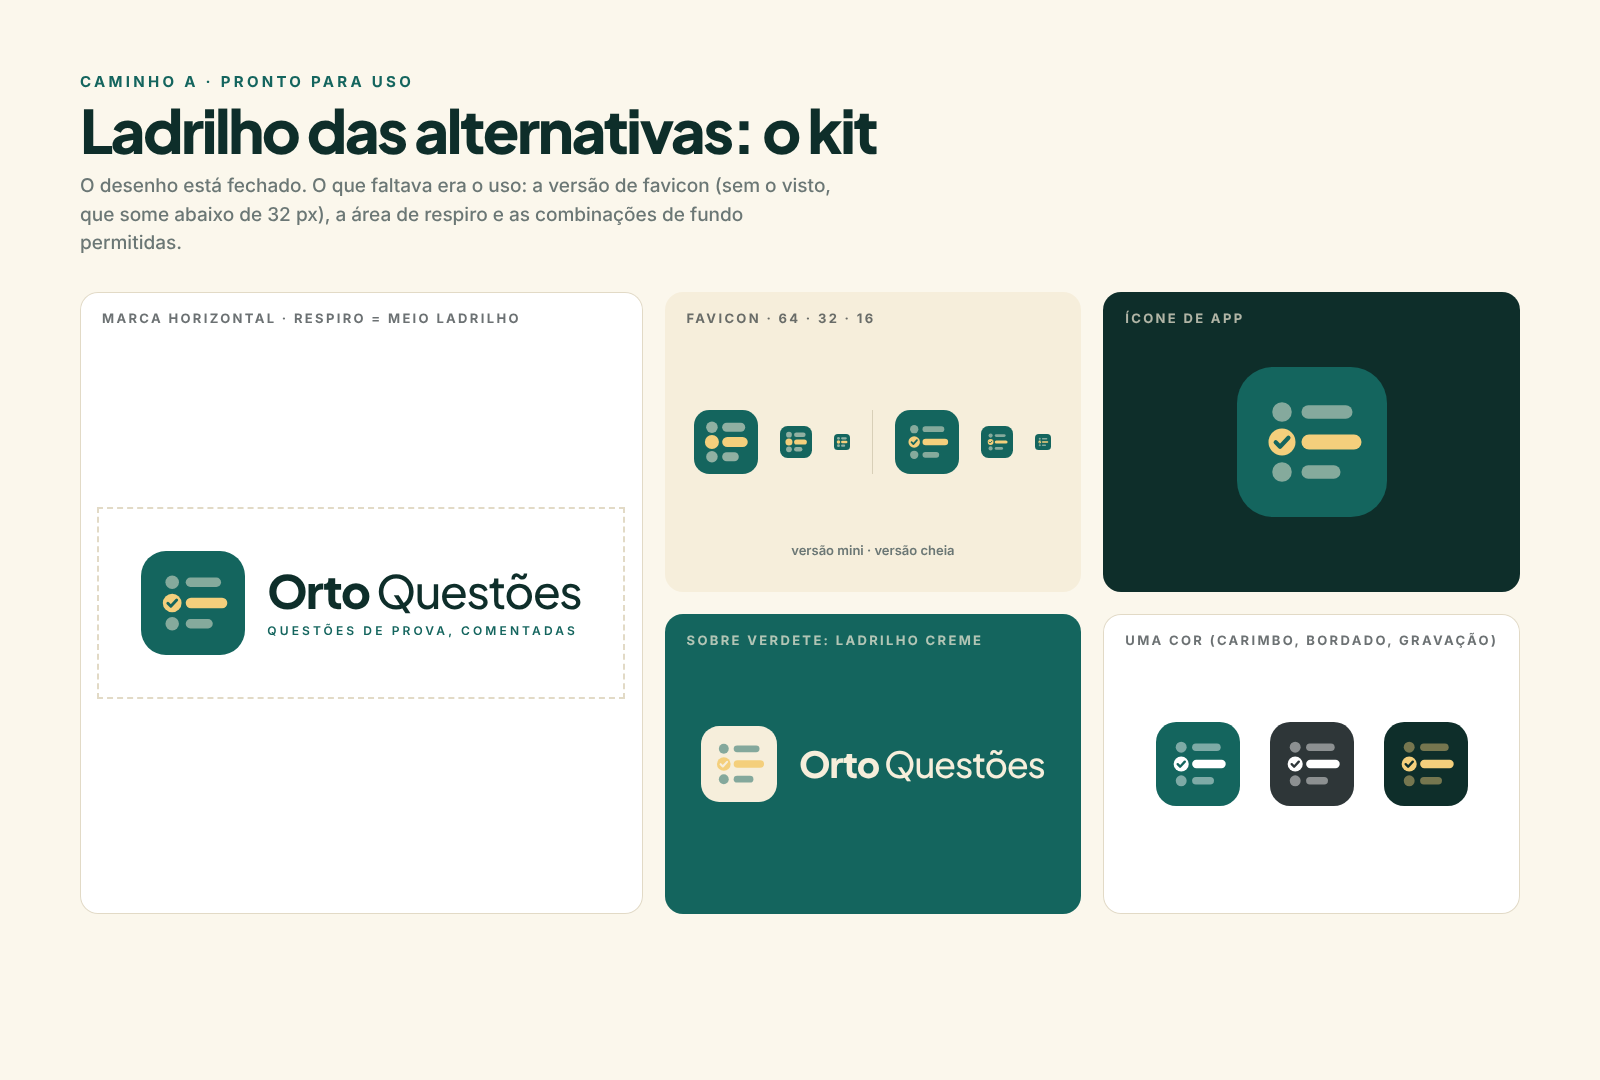 CAMINHO A · PRONTO PARA USO
Ladrilho das alternativas: o kit
O desenho está fechado. O que faltava era o uso: a versão de favicon (sem o visto,
que some abaixo de 32 px), a área de respiro e as combinações de fundo
permitidas.
MARCA HORIZONTAL · RESPIRO = MEIO LADRILHO
Orto Questões
QUESTÕES DE PROVA, COMENTADAS
FAVICON · 64 · 32 · 16
versão mini · versão cheia
ÍCONE DE APP
SOBRE VERDETE: LADRILHO CREME
Orto Questões
UMA COR (CARIMBO, BORDADO, GRAVAÇÃO)